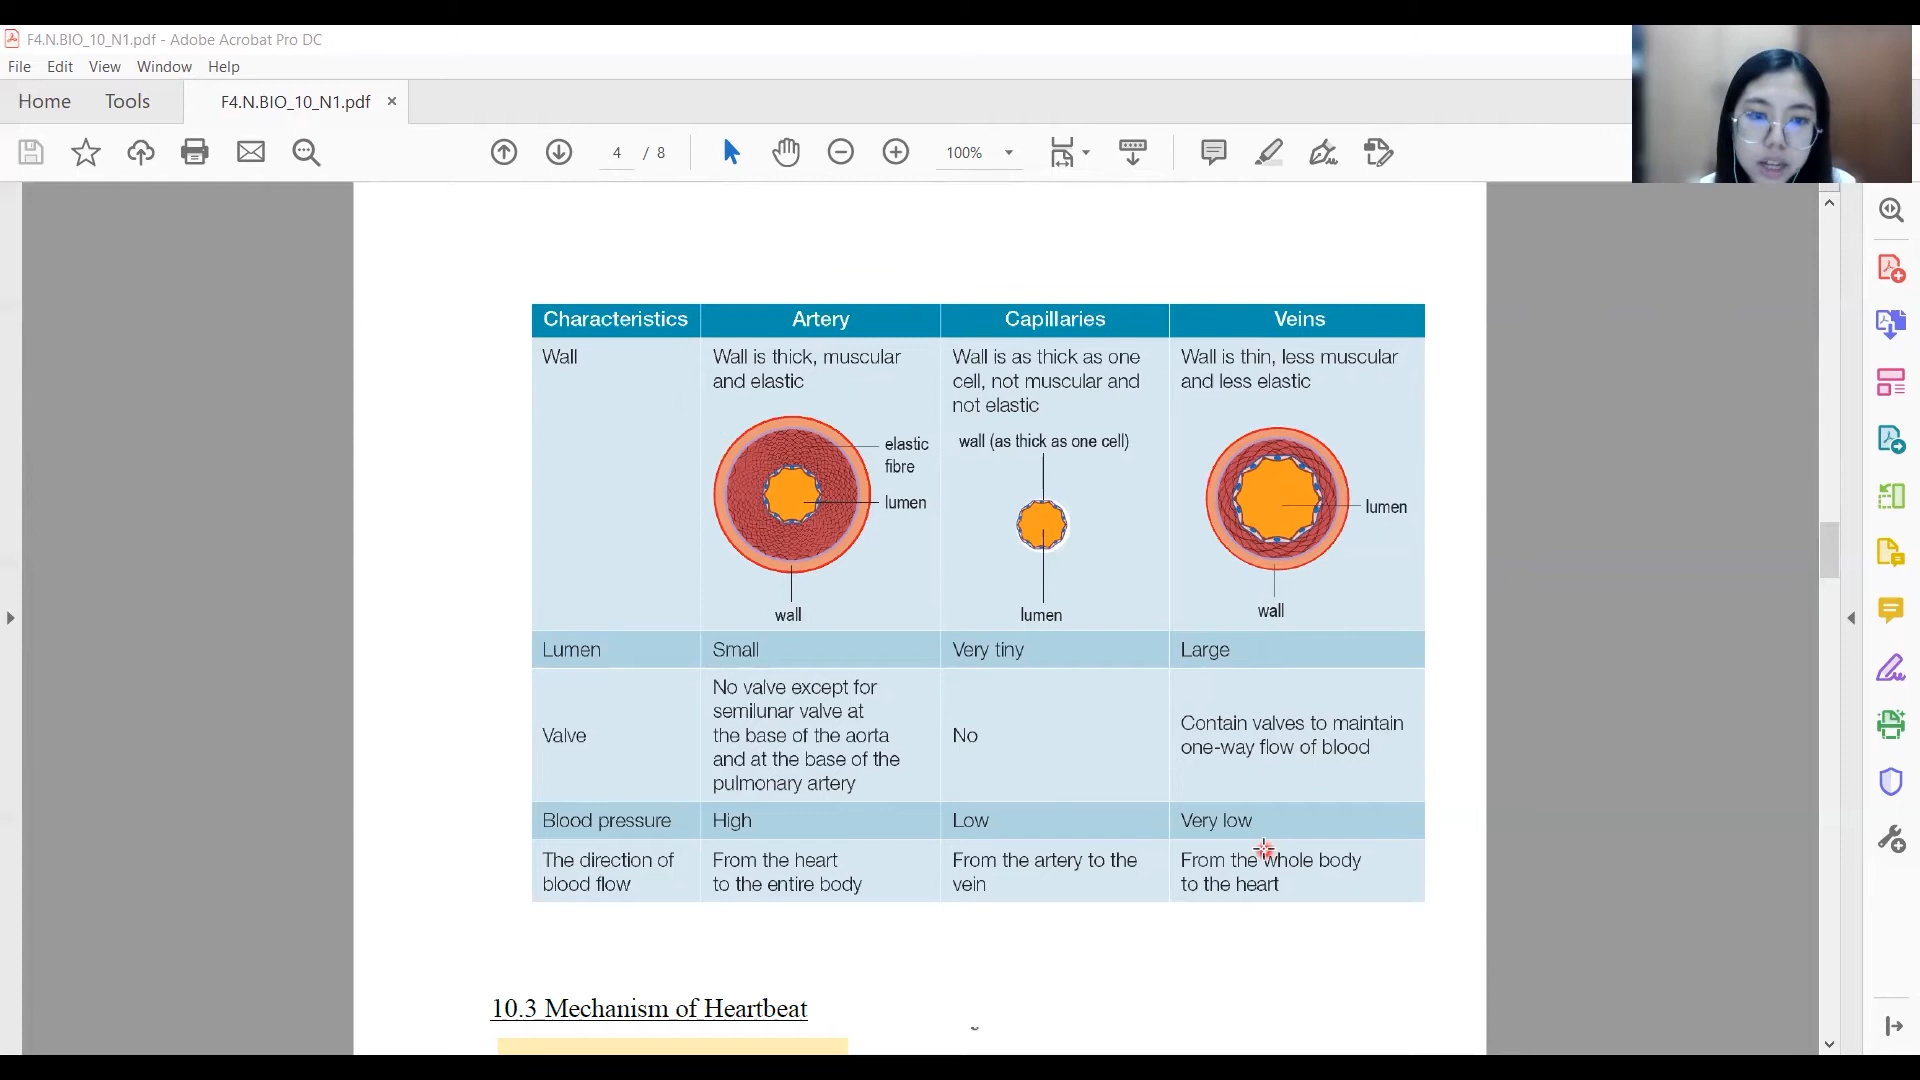 F4.N.BIO_10_N1.pdf - Adobe Acrobat Pro DC
File Edit View Window Help
Home Tools F4.N.BIO_10_N1.pdf ×
4 / 8 100%
Characteristics Artery Capillaries Veins
Wall
Wall is thick, muscular
and elastic
elastic
fibre
lumen
wall
Wall is as thick as one
cell, not muscular and
not elastic
wall (as thick as one cell)
lumen
Wall is thin, less muscular
and less elastic
lumen
wall
Lumen Small Very tiny Large
Valve
No valve except for
semilunar valve at
the base of the aorta
and at the base of the
pulmonary artery
No
Contain valves to maintain
one-way flow of blood
Blood pressure High Low Very low
The direction of
blood flow
From the heart
to the entire body
From the artery to the
vein
From the whole body
to the heart
10.3 Mechanism of Heartbeat